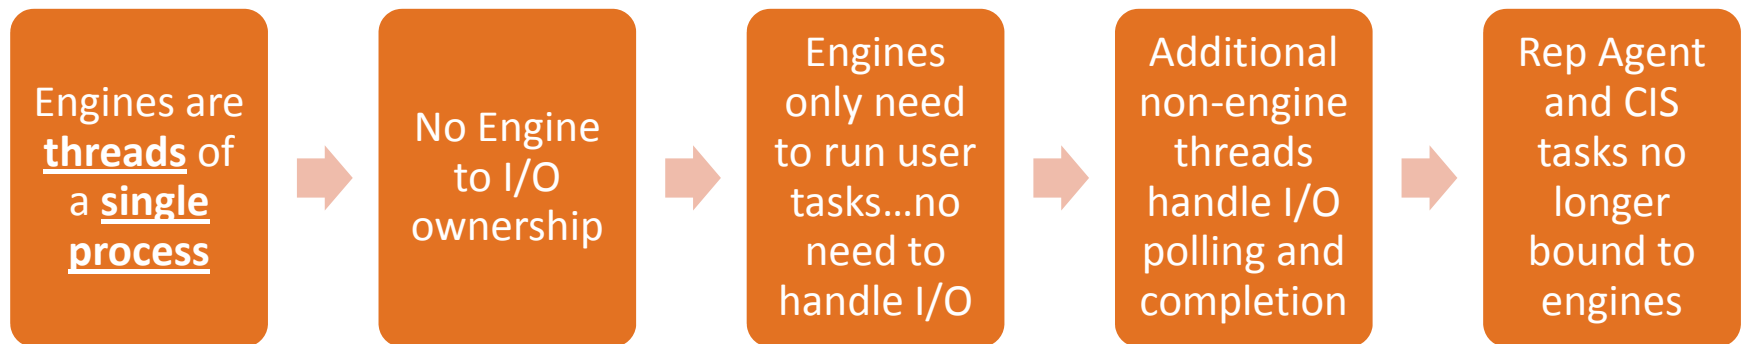 Engines are
threads of
a single
process
No Engine
to I/O
ownership
Engines
only need
to run user
tasks…no
need to
handle I/O
Additional
non-engine
threads
handle I/O
polling and
completion
Rep Agent
and CIS
tasks no
longer
bound to
engines